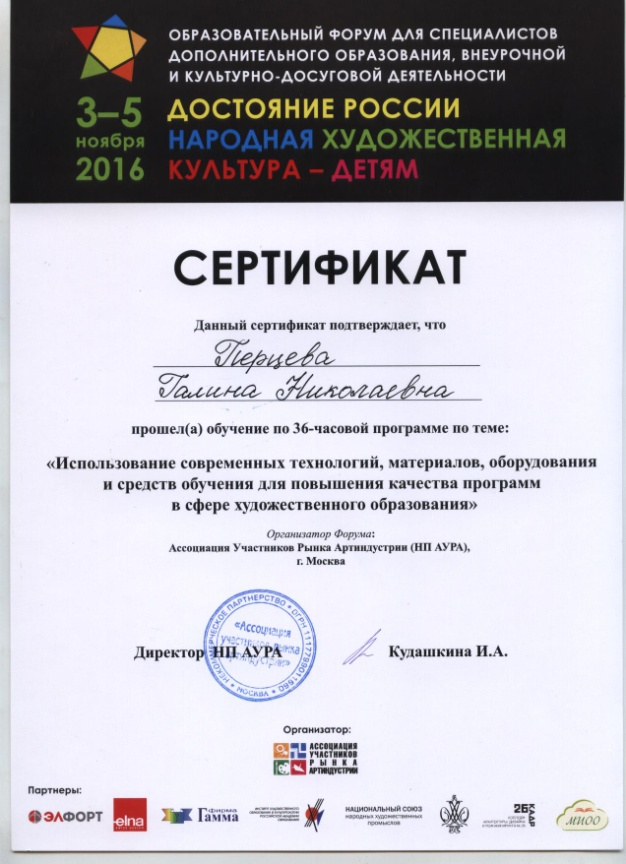 ОБРАЗОВАТЕЛЬНЫЙ ФОРУМ ДЛЯ СПЕЦИАЛИСТОВ
ДОПОЛНИТЕЛЬНОГО ОБРАЗОВАНИЯ, ВНЕУРОЧНОЙ
И КУЛЬТУРНО-ДОСУГОВОЙ ДЕЯТЕЛЬНОСТИ
3–5
ноября
2016
ДОСТОЯНИЕ РОССИИ
НАРОДНАЯ ХУДОЖЕСТВЕННАЯ
КУЛЬТУРА – ДЕТЯМ
СЕРТИФИКАТ
Данный сертификат подтверждает, что
Перцева
Галина Николаевна
прошел(а) обучение по 36-часовой программе по теме:
«Использование современных технологий, материалов, оборудования
и средств обучения для повышения качества программ
в сфере художественного образования»
Организатор Форума:
Ассоциация Участников Рынка Артиндустрии (НП АУРА),
г. Москва
Директор НП АУРА
Кудашкина И.А.
НЕКОММЕРЧЕСКОЕ ПАРТНЕРСТВО
МОСКВА
«Ассоциация
участников рынка
артиндустрии»
Организатор:
АССОЦИАЦИЯ
УЧАСТНИКОВ
РЫНКА
АРТИНДУСТРИИ
Партнеры:
ЭЛФОРТ
elna
фирма
Гамма
НАЦИОНАЛЬНЫЙ СОЮЗ
народных художественных
промыслов
26
КАДР
МИОО